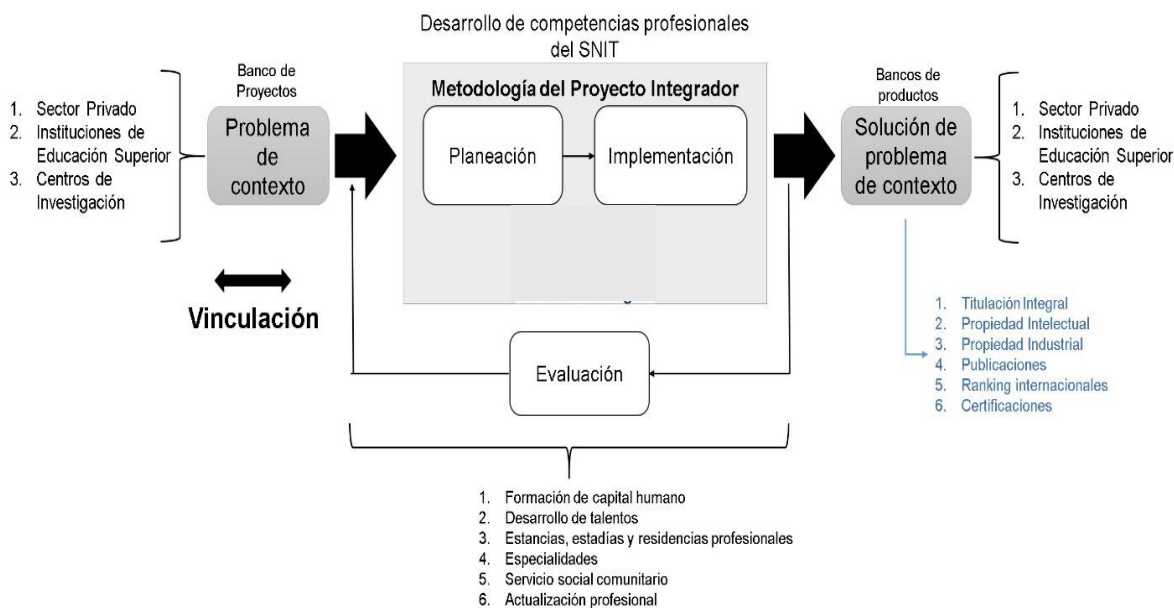 Desarrollo de competencias profesionales
del SNIT
Banco de
Proyectos
1. Sector Privado
2. Instituciones de
Educación Superior
3. Centros de
Investigación
Problema
de
contexto
Metodología del Proyecto Integrador
Planeación
Implementación
Bancos de
productos
Solución de
problema
de contexto
1. Sector Privado
2. Instituciones de
Educación Superior
3. Centros de
Investigación
Vinculación
Evaluación
1. Titulación Integral
2. Propiedad Intelectual
3. Propiedad Industrial
4. Publicaciones
5. Ranking internacionales
6. Certificaciones
1. Formación de capital humano
2. Desarrollo de talentos
3. Estancias, estadías y residencias profesionales
4. Especialidades
5. Servicio social comunitario
6. Actualización profesional